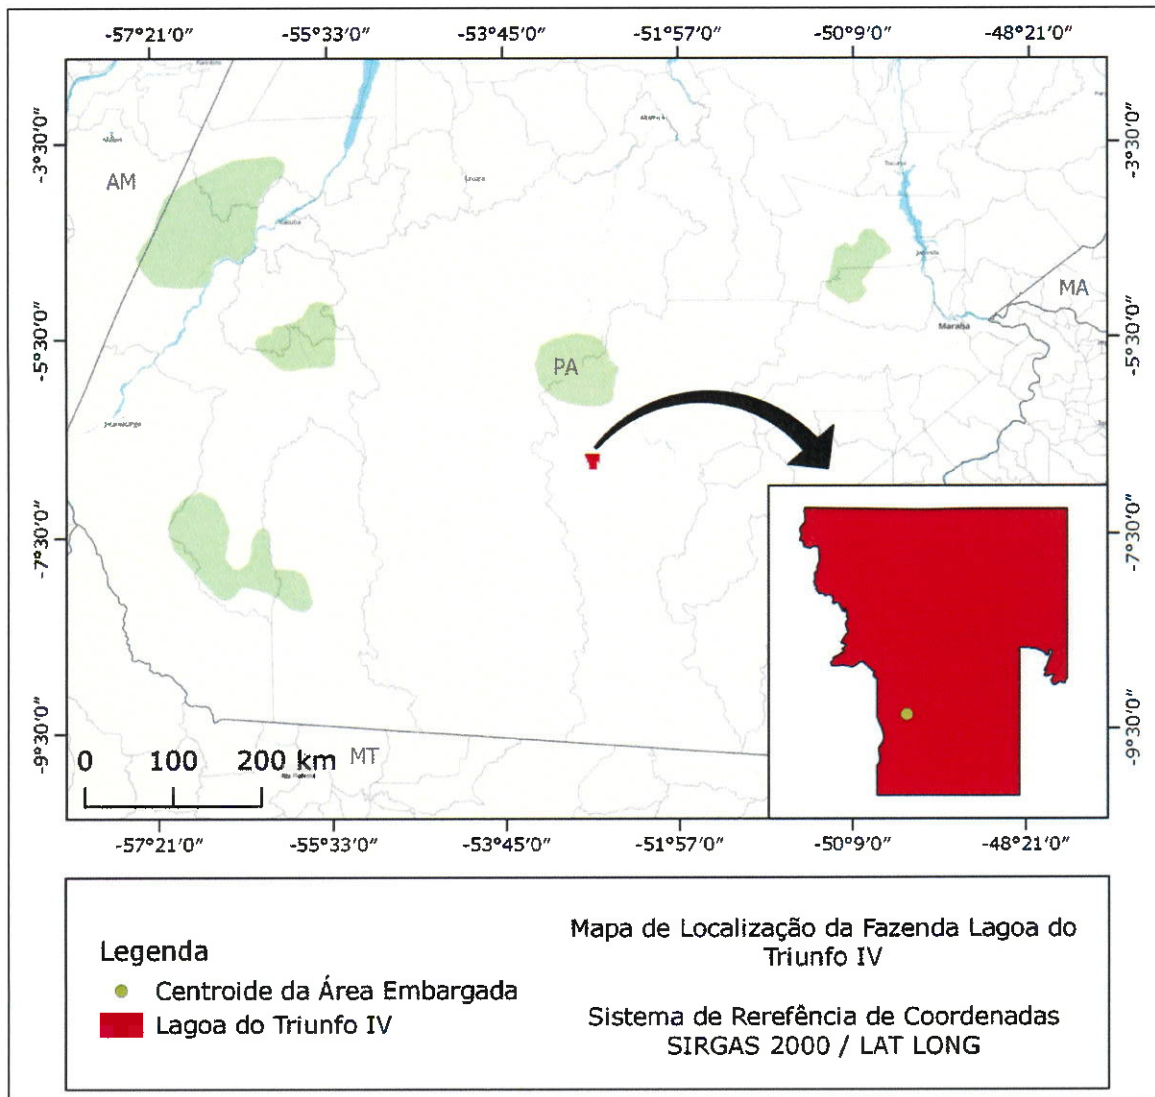 -57°21′0″ -55°33′0″ -53°45′0″ -51°57′0″ -50°9′0″ -48°21′0″
-3°30′0″ -3°30′0″
AM
MA
Marabá
-5°30′0″ -5°30′0″
PA
-7°30′0″ -7°30′0″
-9°30′0″ -9°30′0″
MT
0 100 200 km
-57°21′0″ -55°33′0″ -53°45′0″ -51°57′0″ -50°9′0″ -48°21′0″
Legenda
Centroide da Área Embargada
Lagoa do Triunfo IV
Mapa de Localização da Fazenda Lagoa do
Triunfo IV
Sistema de Rerefência de Coordenadas
SIRGAS 2000 / LAT LONG